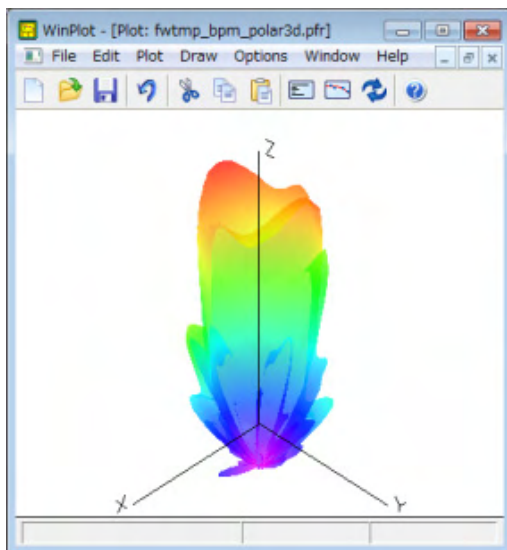 WinPlot - [Plot: fwtmp_bpm_polar3d.pfr]
File Edit Plot Draw Options Window Help
Z
X
Y